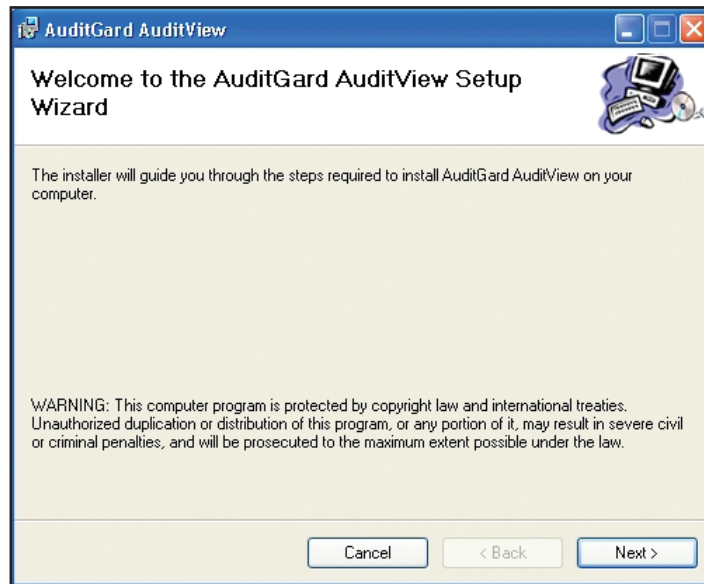 AuditGard AuditView
Welcome to the AuditGard AuditView Setup
Wizard
The installer will guide you through the steps required to install AuditGard AuditView on your
computer.
WARNING: This computer program is protected by copyright law and international treaties.
Unauthorized duplication or distribution of this program, or any portion of it, may result in severe civil
or criminal penalties, and will be prosecuted to the maximum extent possible under the law.
Cancel < Back Next >